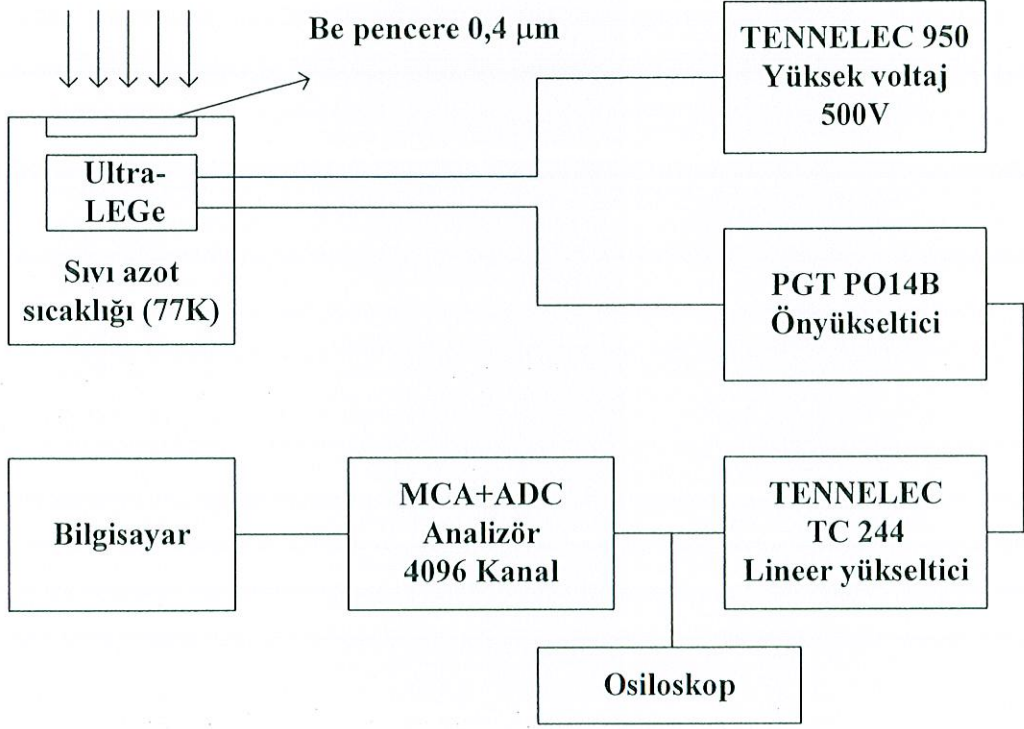 Be pencere 0,4 µm
TENNELEC 950
Yüksek voltaj
500V
Ultra-
LEGe
Sıvı azot
sıcaklığı (77K)
PGT PO14B
Önyükseltici
Bilgisayar
MCA+ADC
Analizör
4096 Kanal
TENNELEC
TC 244
Lineer yükseltici
Osiloskop